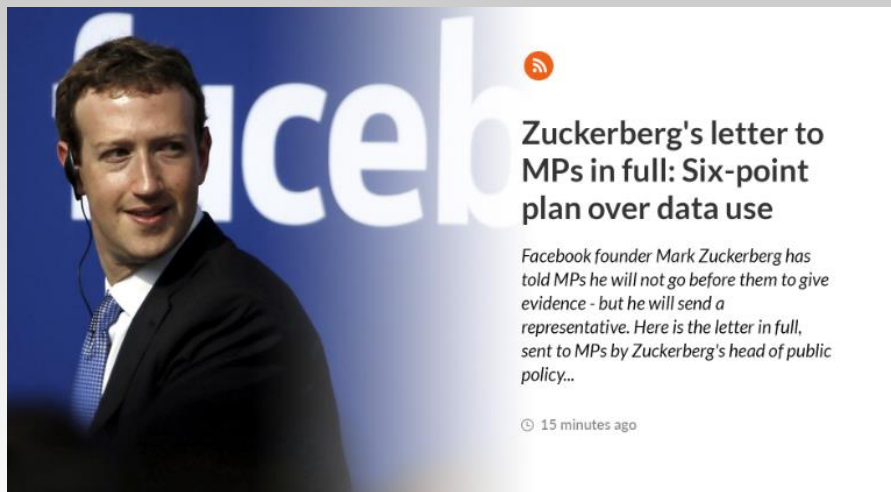 faceb
Zuckerberg's letter to
MPs in full: Six-point
plan over data use
Facebook founder Mark Zuckerberg has
told MPs he will not go before them to give
evidence - but he will send a
representative. Here is the letter in full,
sent to MPs by Zuckerberg's head of public
policy...
15 minutes ago